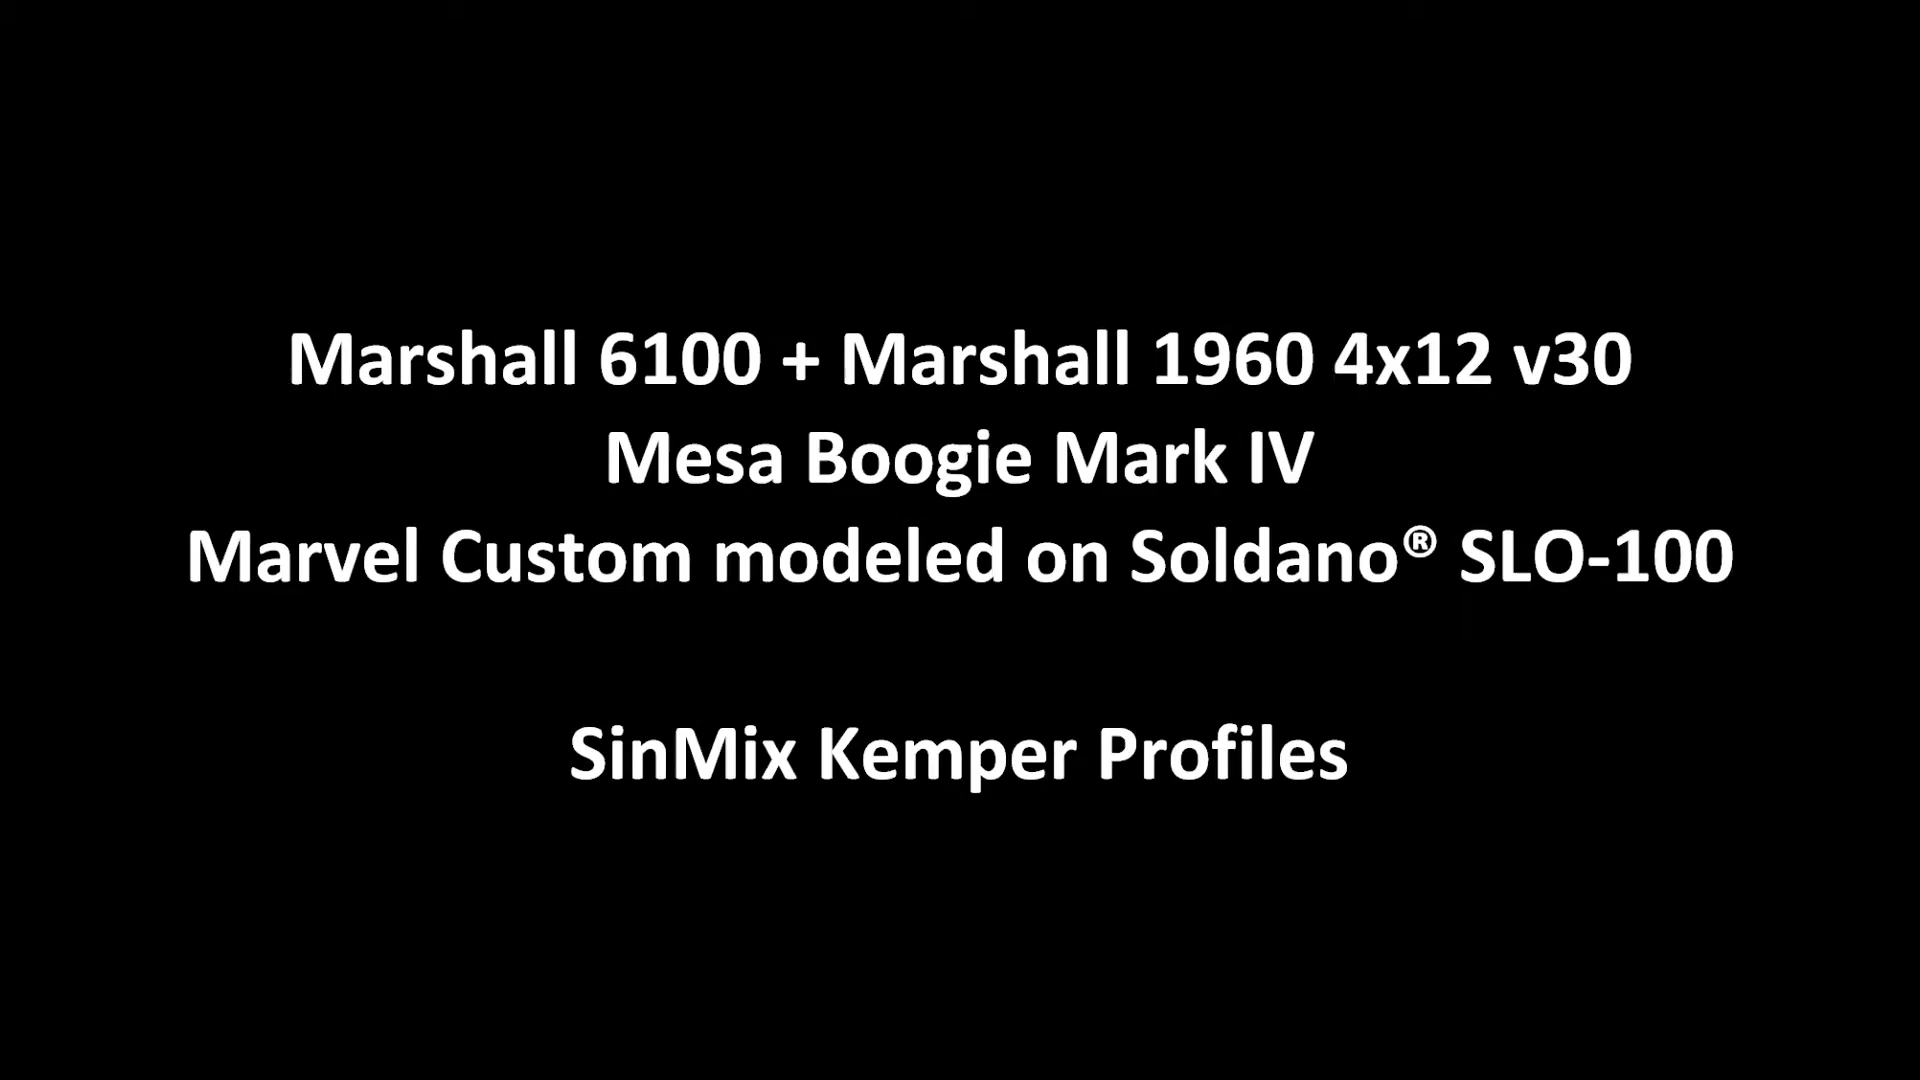 Marshall 6100 + Marshall 1960 4x12 v30
Mesa Boogie Mark IV
Marvel Custom modeled on Soldano® SLO-100
SinMix Kemper Profiles